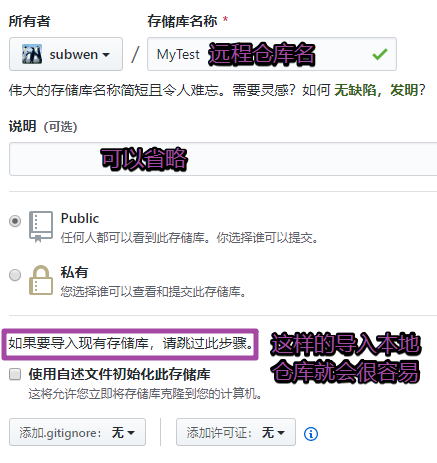 所有者 存储库名称 *
subwen / MyTest 远程仓库名
伟大的存储库名称简短且令人难忘。需要灵感？如何 无缺陷，发明？
说明 (可选)
可以省略
Public
任何人都可以看到此存储库。你选择谁可以提交。
私有
您选择谁可以查看和提交此存储库。
如果要导入现有存储库，请跳过此步骤。
这样的导入本地
仓库就会很容易
使用自述文件初始化此存储库
这将允许您立即将存储库克隆到您的计算机。
添加.gitignore： 无 添加许可证： 无